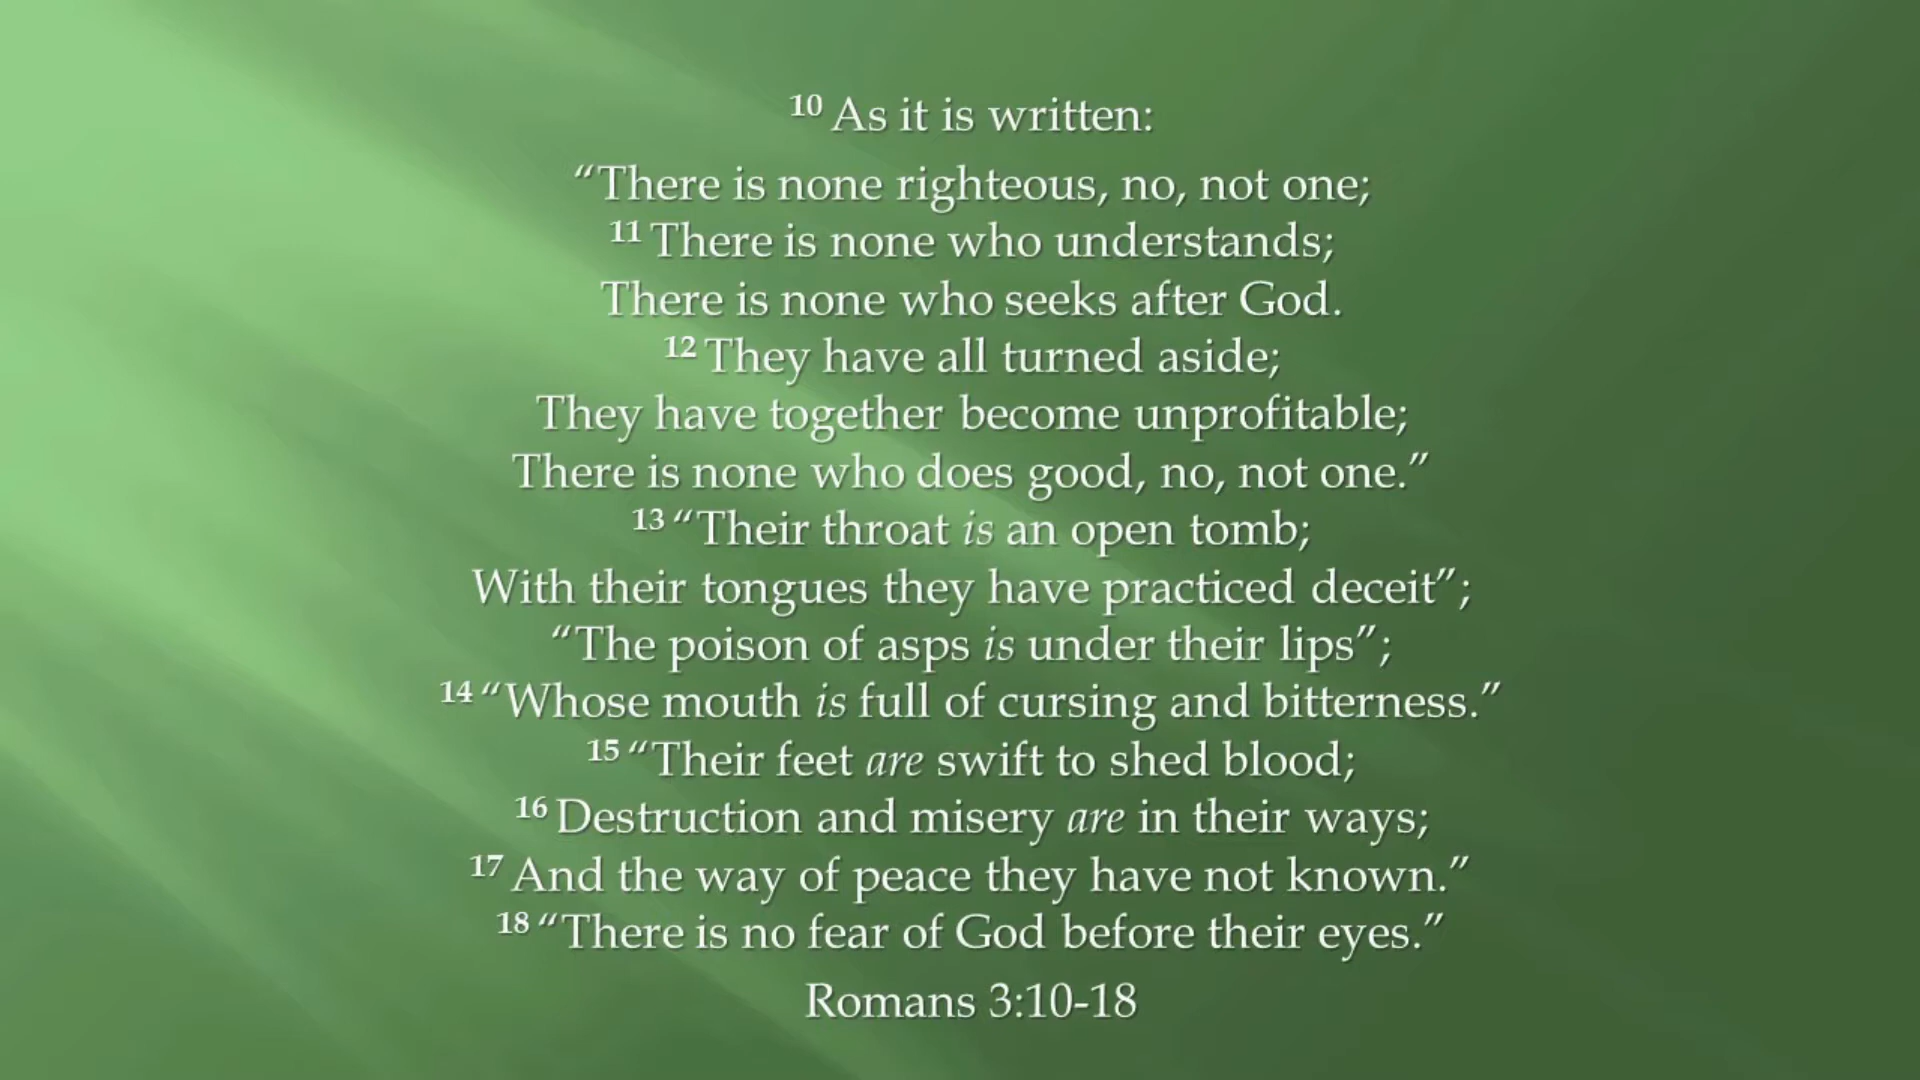 10 As it is written:
“There is none righteous, no, not one;
11 There is none who understands;
There is none who seeks after God.
12 They have all turned aside;
They have together become unprofitable;
There is none who does good, no, not one.”
13 “Their throat is an open tomb;
With their tongues they have practiced deceit”;
“The poison of asps is under their lips”;
14 “Whose mouth is full of cursing and bitterness.”
15 “Their feet are swift to shed blood;
16 Destruction and misery are in their ways;
17 And the way of peace they have not known.”
18 “There is no fear of God before their eyes.”
Romans 3:10-18